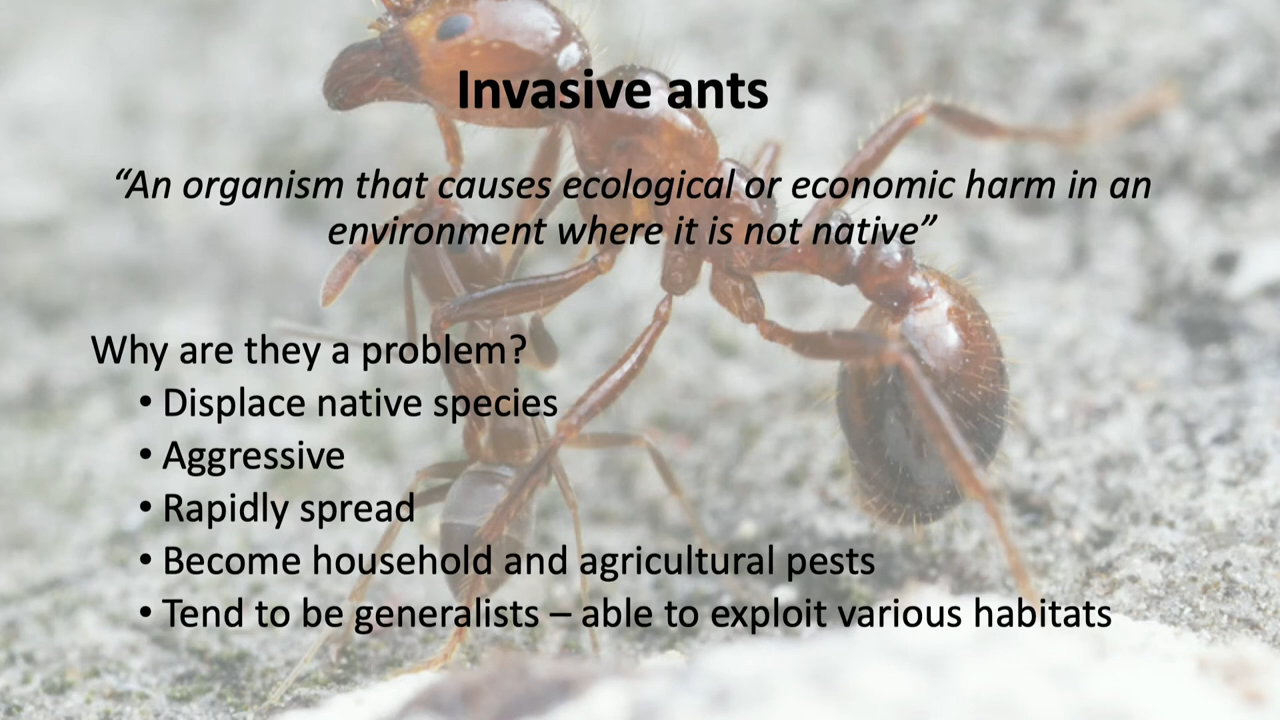 Invasive ants
“An organism that causes ecological or economic harm in an
environment where it is not native”
Why are they a problem?
• Displace native species
• Aggressive
• Rapidly spread
• Become household and agricultural pests
• Tend to be generalists – able to exploit various habitats